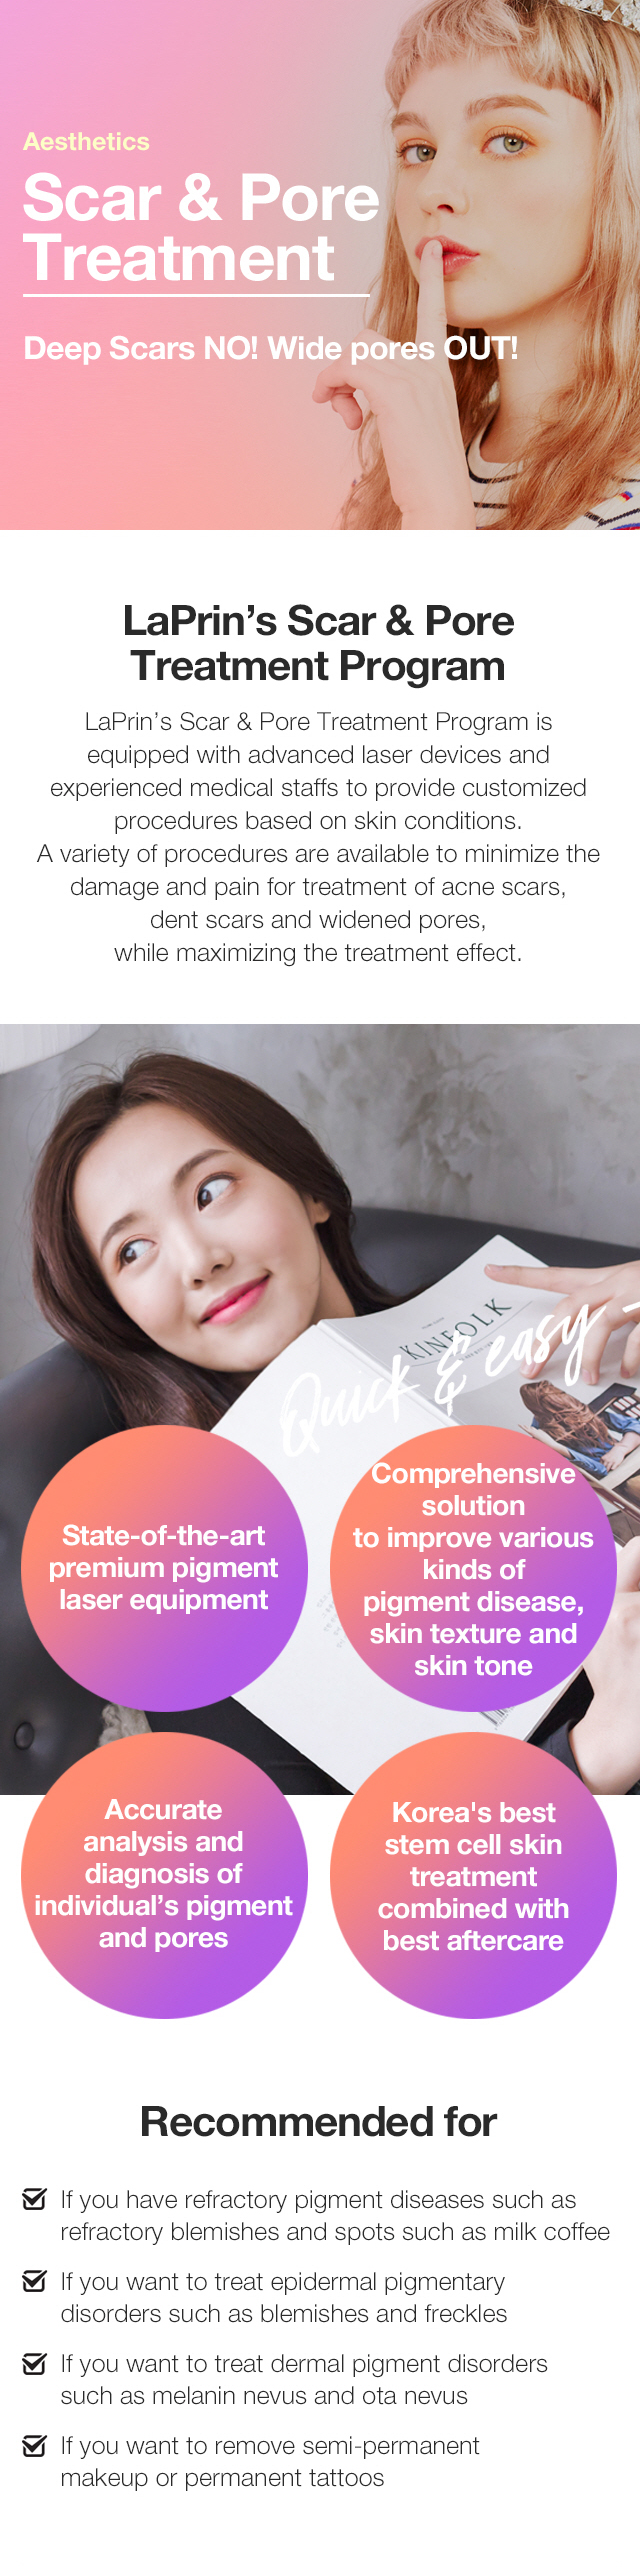 Aesthetics
Scar & Pore
Treatment
Deep Scars NO! Wide pores OUT!
LaPrin’s Scar & Pore
Treatment Program
LaPrin’s Scar & Pore Treatment Program is
equipped with advanced laser devices and
experienced medical staffs to provide customized
procedures based on skin conditions.
A variety of procedures are available to minimize the
damage and pain for treatment of acne scars,
dent scars and widened pores,
while maximizing the treatment effect.
KINFOLK
Quick & easy -
State-of-the-art
premium pigment
laser equipment
Comprehensive
solution
to improve various
kinds of
pigment disease,
skin texture and
skin tone
Accurate
analysis and
diagnosis of
individual’s pigment
and pores
Korea's best
stem cell skin
treatment
combined with
best aftercare
Recommended for
If you have refractory pigment diseases such as
refractory blemishes and spots such as milk coffee
If you want to treat epidermal pigmentary
disorders such as blemishes and freckles
If you want to treat dermal pigment disorders
such as melanin nevus and ota nevus
If you want to remove semi-permanent
makeup or permanent tattoos